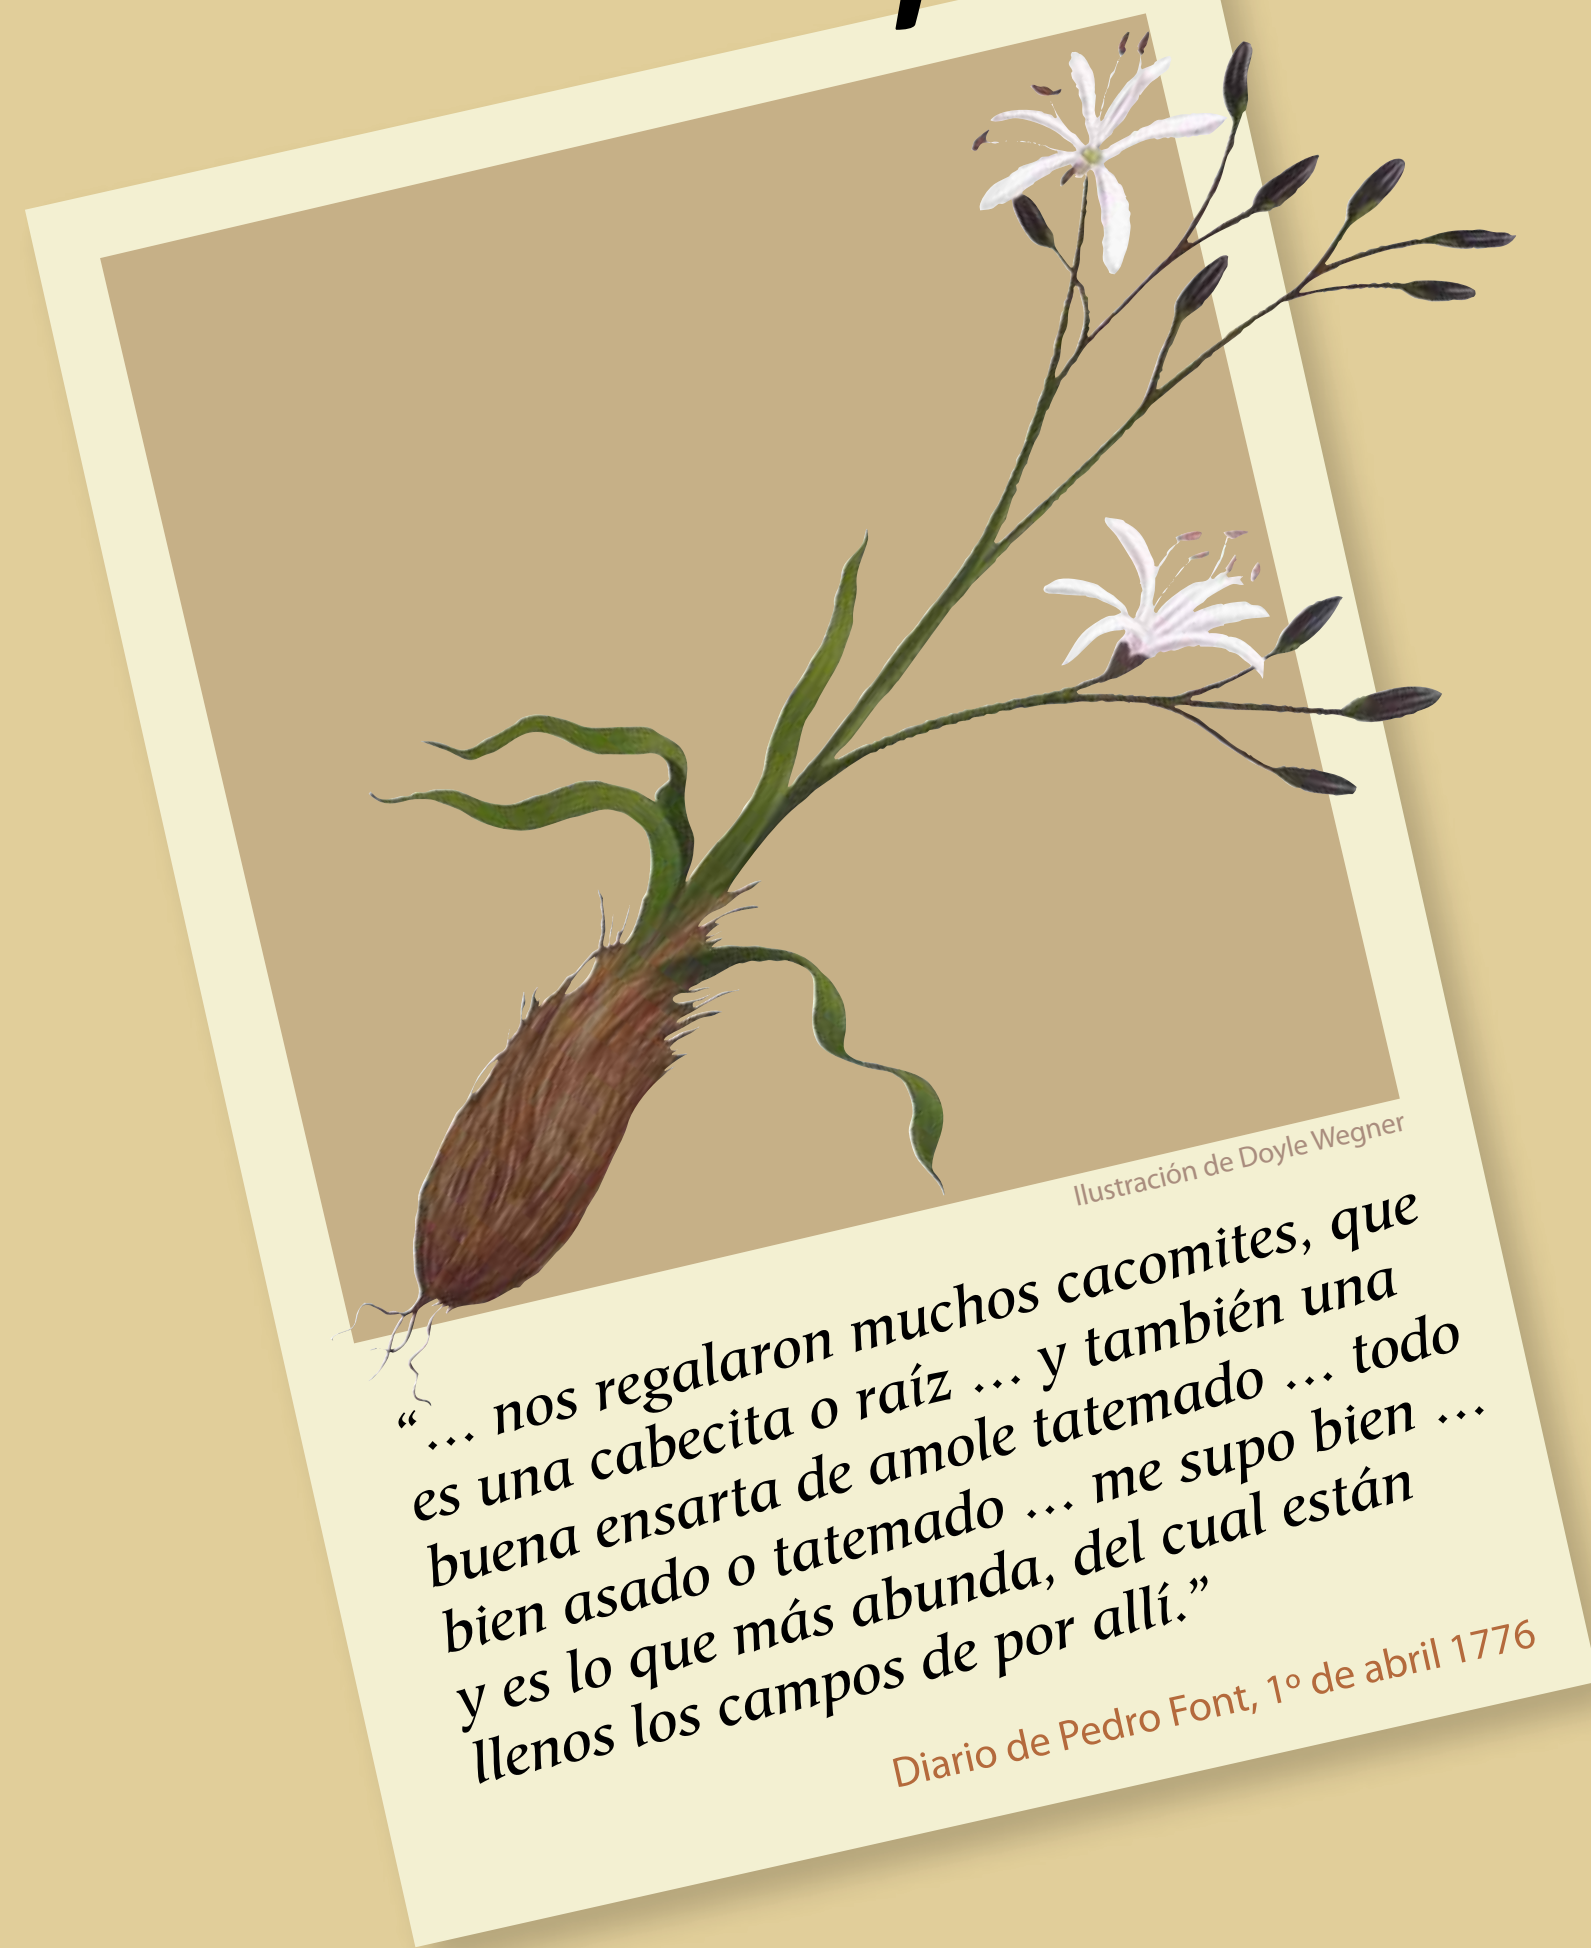 Ilustración de Doyle Wegner
“… nos regalaron muchos cacomites, que
es una cabecita o raíz … y también una
buena ensarta de amole tatemado … todo
bien asado o tatemado … me supo bien …
y es lo que más abunda, del cual están
llenos los campos de por allí.”
Diario de Pedro Font, 1º de abril 1776